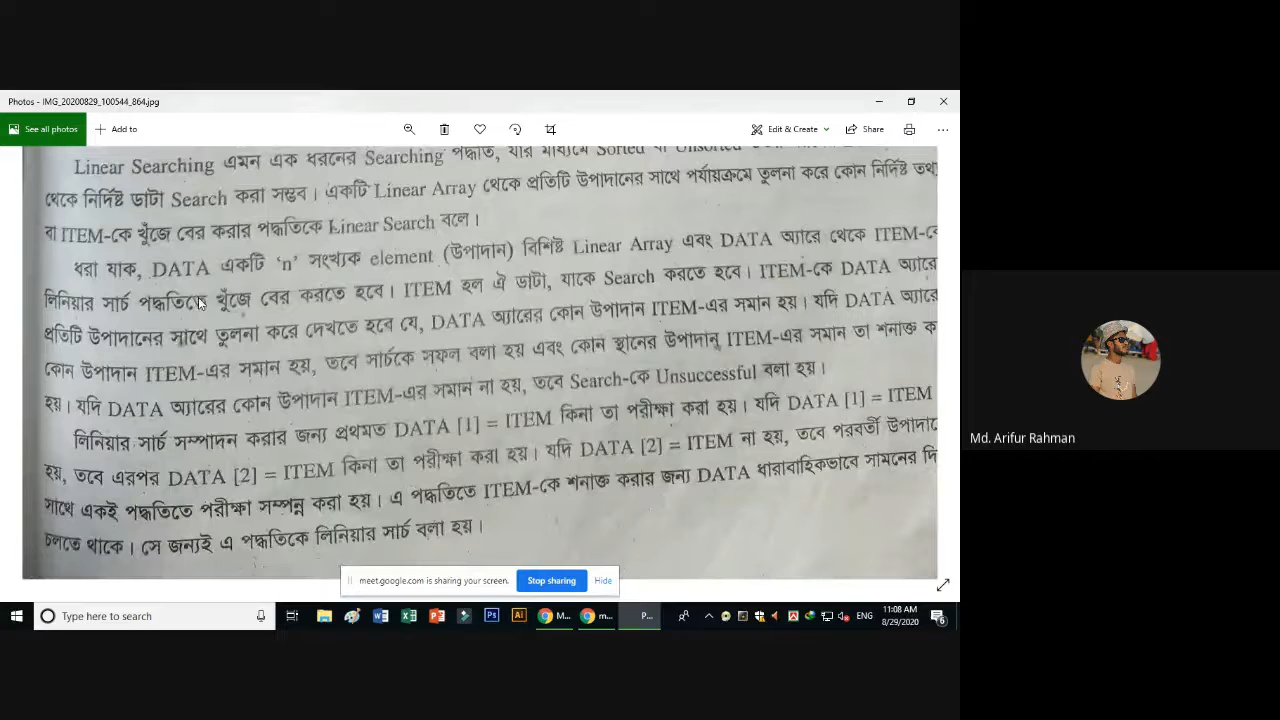 Photos - IMG_20200829_100544_864.jpg
See all photos
Add to
Edit & Create
Share
Linear Searching এমন এক ধরনের Searching পদ্ধতি, যার মাধ্যমে Sorted বা Unsorted
থেকে নির্দিষ্ট ডাটা Search করা সম্ভব। একটি Linear Array থেকে প্রতিটি উপাদানের সাথে পর্যায়ক্রমে তুলনা করে কোন নির্দিষ্ট তথ্য
বা ITEM-কে খুঁজে বের করার পদ্ধতিকে Linear Search বলে।
ধরা যাক, DATA একটি ‘n’ সংখ্যক element (উপাদান) বিশিষ্ট Linear Array এবং DATA অ্যারে থেকে ITEM-কে
লিনিয়ার সার্চ পদ্ধতিতে খুঁজে বের করতে হবে। ITEM হল ঐ ডাটা, যাকে Search করতে হবে। ITEM-কে DATA অ্যারে
প্রতিটি উপাদানের সাথে তুলনা করে দেখতে হবে যে, DATA অ্যারের কোন উপাদান ITEM-এর সমান হয়। যদি DATA অ্যারে
কোন উপাদান ITEM-এর সমান হয়, তবে সার্চকে সফল বলা হয় এবং কোন স্থানের উপাদান ITEM-এর সমান তা শনাক্ত ক
হয়। যদি DATA অ্যারের কোন উপাদান ITEM-এর সমান না হয়, তবে Search-কে Unsuccessful বলা হয়।
লিনিয়ার সার্চ সম্পাদন করার জন্য প্রথমত DATA [1] = ITEM কিনা তা পরীক্ষা করা হয়। যদি DATA [1] = ITEM
হয়, তবে এরপর DATA [2] = ITEM কিনা তা পরীক্ষা করা হয়। যদি DATA [2] = ITEM না হয়, তবে পরবর্তী উপাদা
সাথে একই পদ্ধতিতে পরীক্ষা সম্পন্ন করা হয়। এ পদ্ধতিতে ITEM-কে শনাক্ত করার জন্য DATA ধারাবাহিকভাবে সামনের দি
চলতে থাকে। সে জন্যই এ পদ্ধতিকে লিনিয়ার সার্চ বলা হয়।
Md. Arifur Rahman
meet.google.com is sharing your screen.
Stop sharing
Hide
Type here to search
M...
m...
P...
ENG
11:08 AM
8/29/2020
6